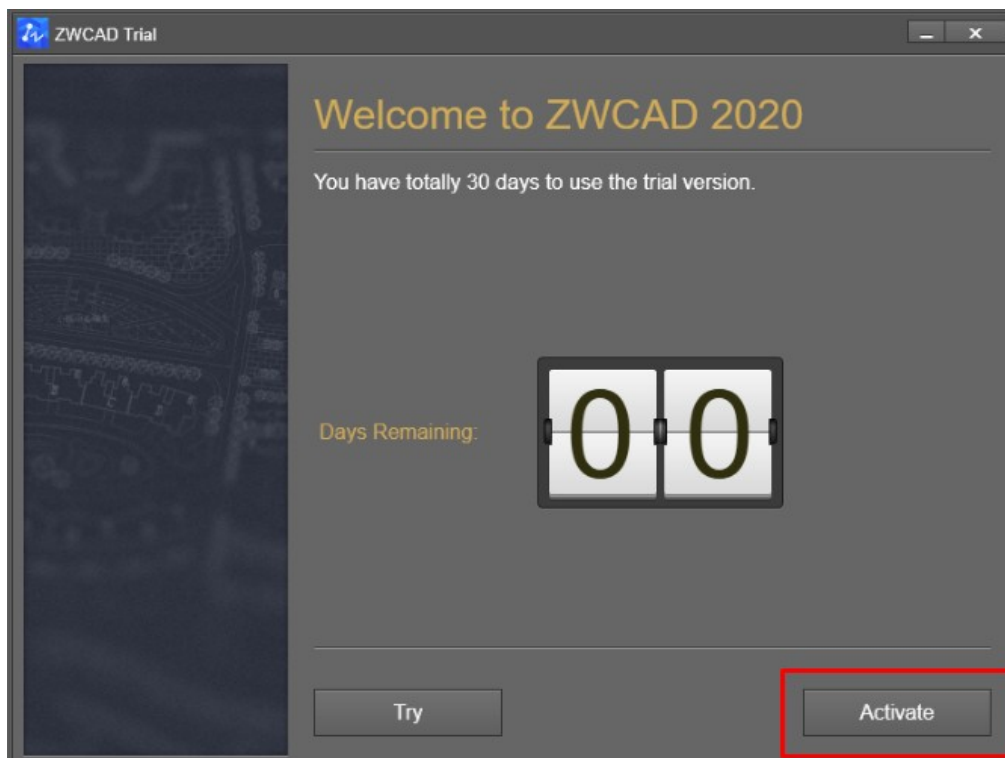 ZWCAD Trial
Welcome to ZWCAD 2020
You have totally 30 days to use the trial version.
Days Remaining:
00
Try
Activate